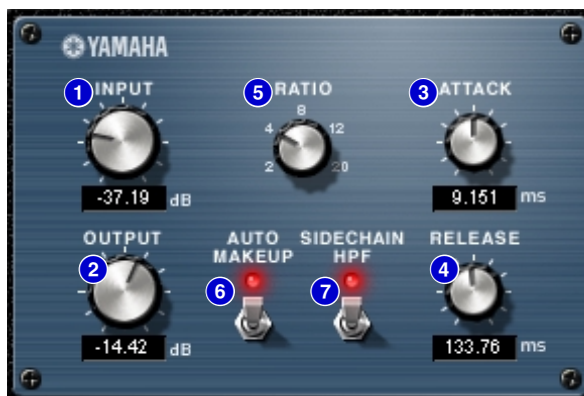 YAMAHA
1 INPUT
5 RATIO
3 ATTACK
8
4 12
2 20
-37.19 dB
9.151 ms
OUTPUT
AUTO MAKEUP
SIDECHAIN HPF
RELEASE
2
6
7
4
-14.42 dB
133.76 ms